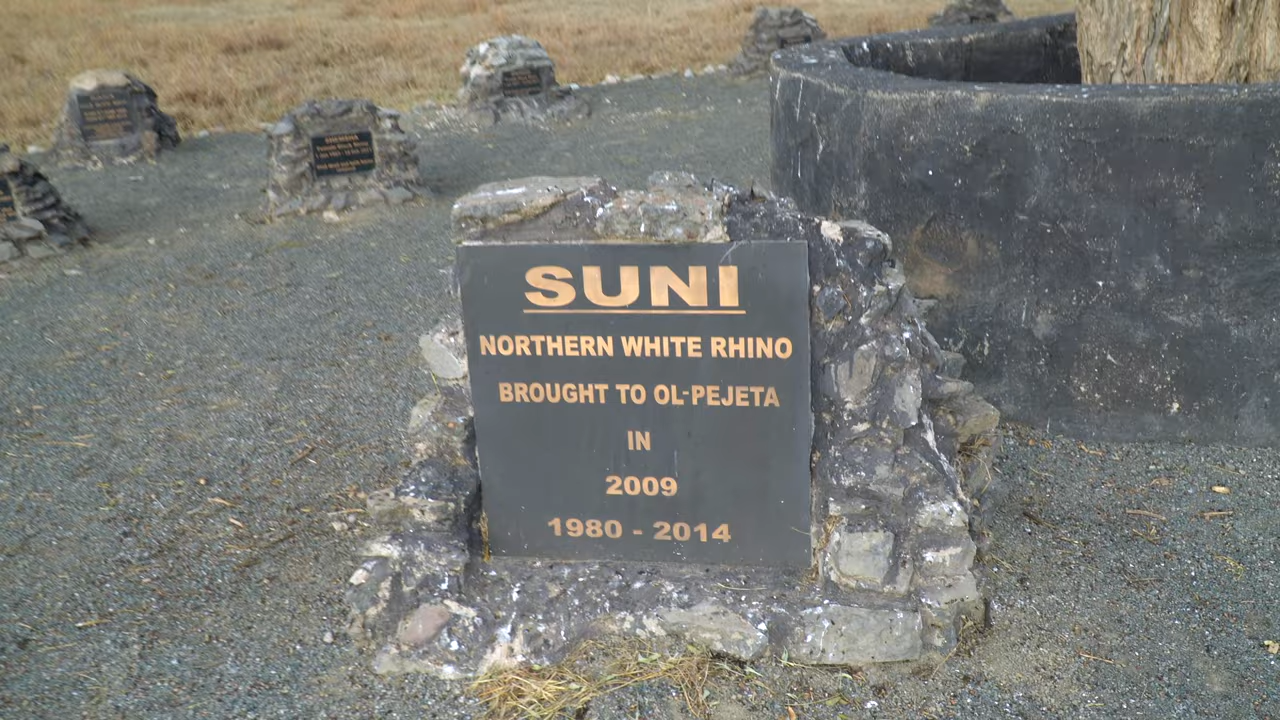 SUNI
NORTHERN WHITE RHINO
BROUGHT TO OL-PEJETA
IN
2009
1980 - 2014